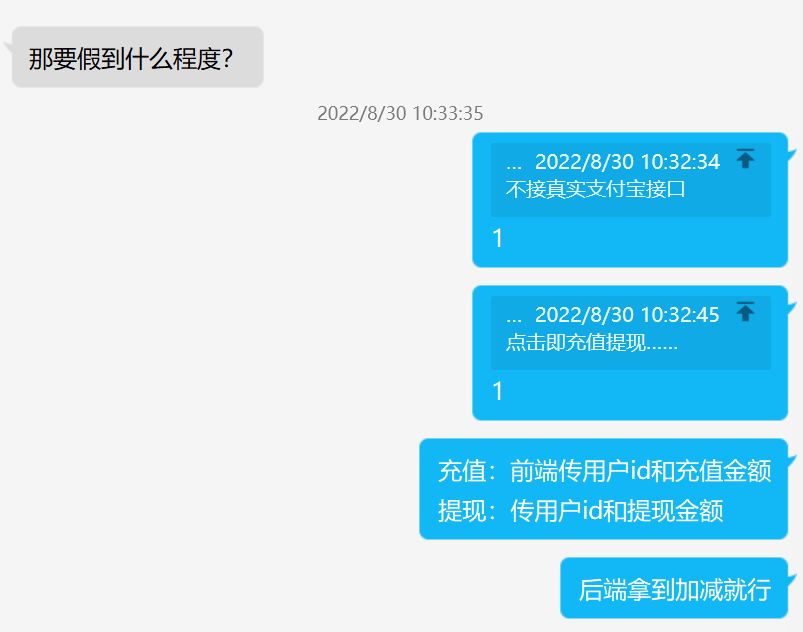 那要假到什么程度？
2022/8/30 10:33:35
... 2022/8/30 10:32:34
不接真实支付宝接口
1
... 2022/8/30 10:32:45
点击即充值提现......
1
充值：前端传用户id和充值金额
提现：传用户id和提现金额
后端拿到加减就行